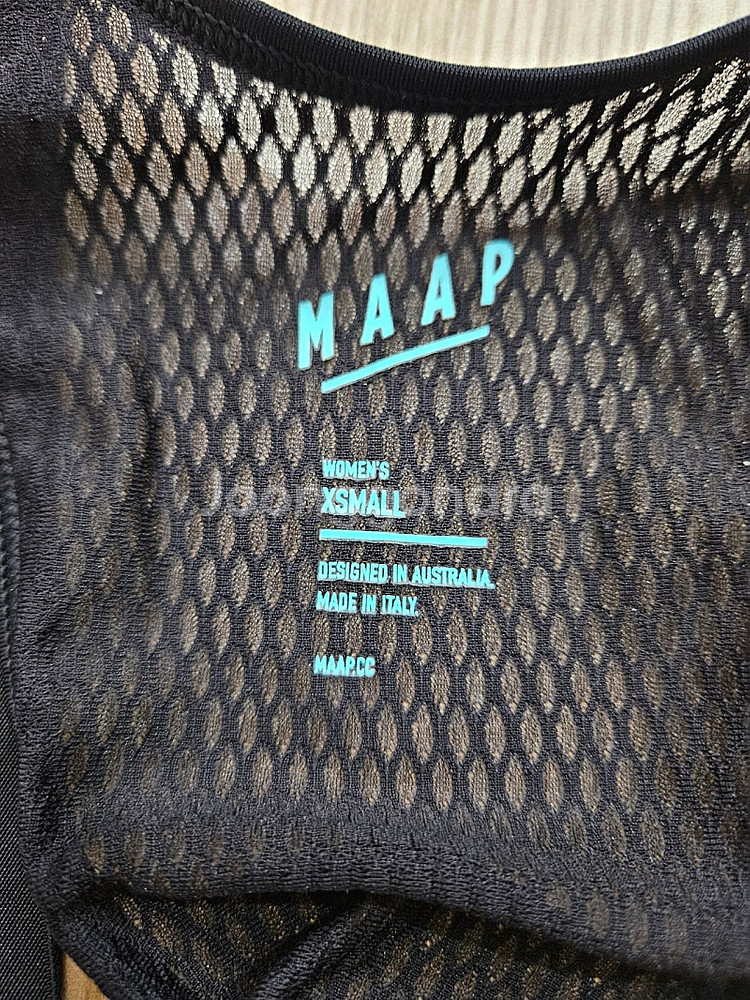 MAAP
WOMEN'S
XSMALL
DESIGNED IN AUSTRALIA.
MADE IN ITALY.
MAAP.CC